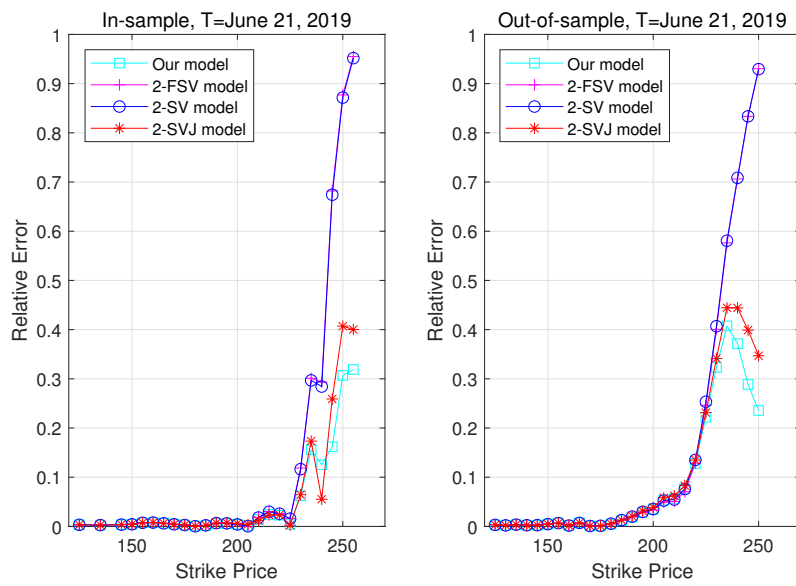 In-sample, T=June 21, 2019
1
0.9
0.8
0.7
0.6
0.5
0.4
0.3
0.2
0.1
0
Relative Error
Our model
2-FSV model
2-SV model
2-SVJ model
150
200
250
Strike Price
Out-of-sample, T=June 21, 2019
1
0.9
0.8
0.7
0.6
0.5
0.4
0.3
0.2
0.1
0
Relative Error
Our model
2-FSV model
2-SV model
2-SVJ model
150
200
250
Strike Price